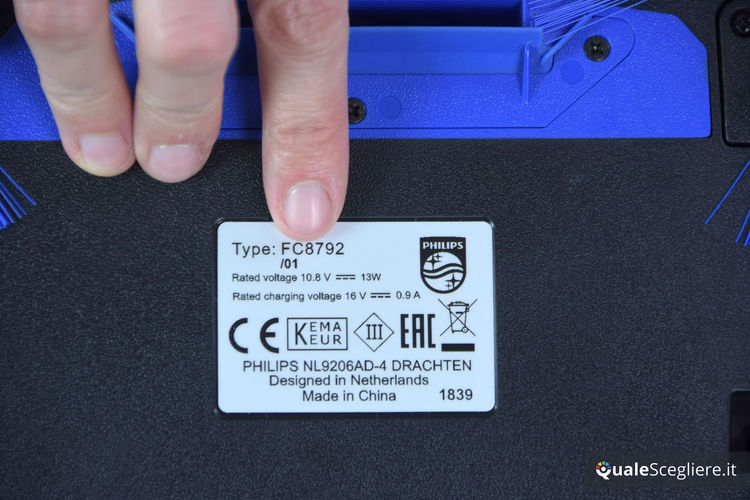 Type: FC8792
/01
PHILIPS
Rated voltage 10.8 V ⎓ 13W
Rated charging voltage 16 V ⎓ 0.9 A
CE KEMA KEUR III EAC
PHILIPS NL9206AD-4 DRACHTEN
Designed in Netherlands
Made in China 1839
QualeScegliere.it